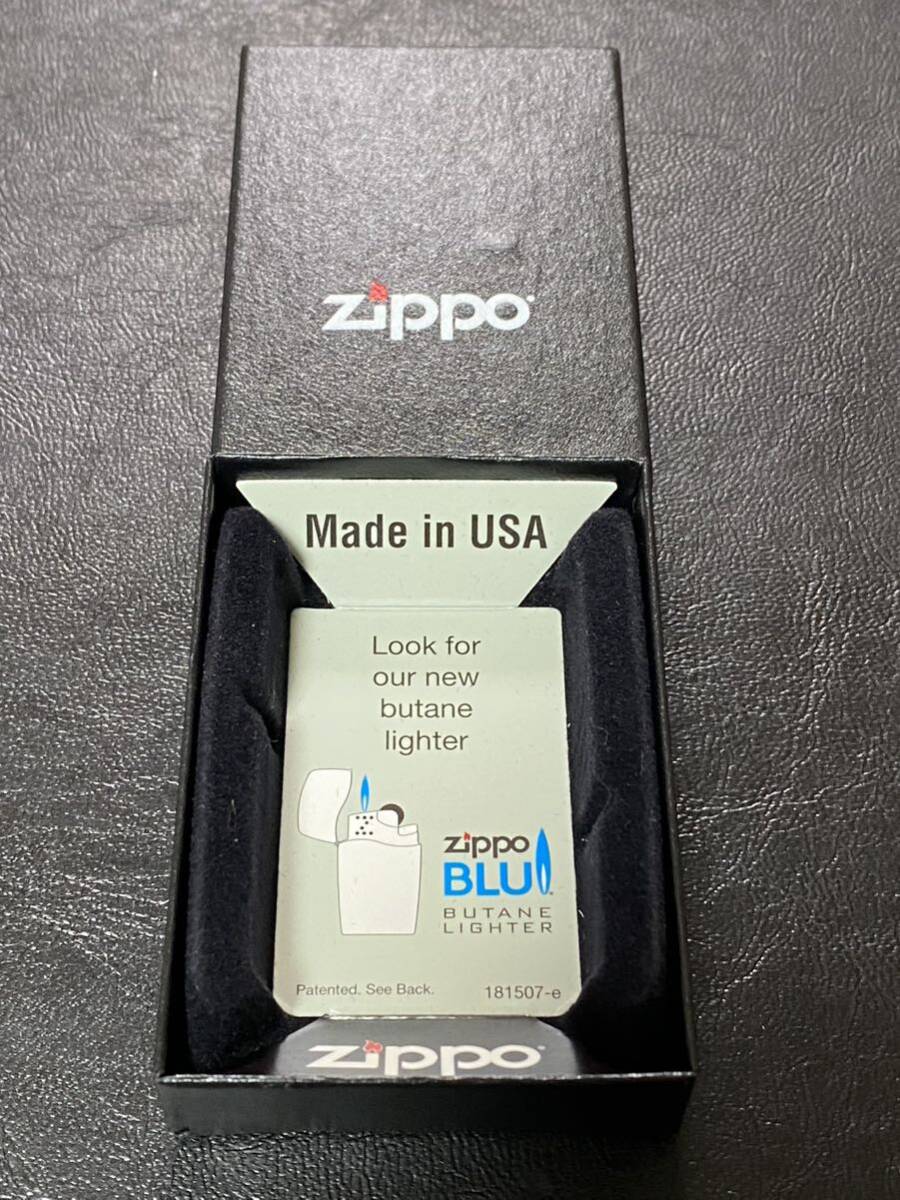 Zippo
Made in USA
Look for
our new
butane
lighter
Zippo
BLU
BUTANE
LIGHTER
Patented. See Back.
181507-e
Zippo